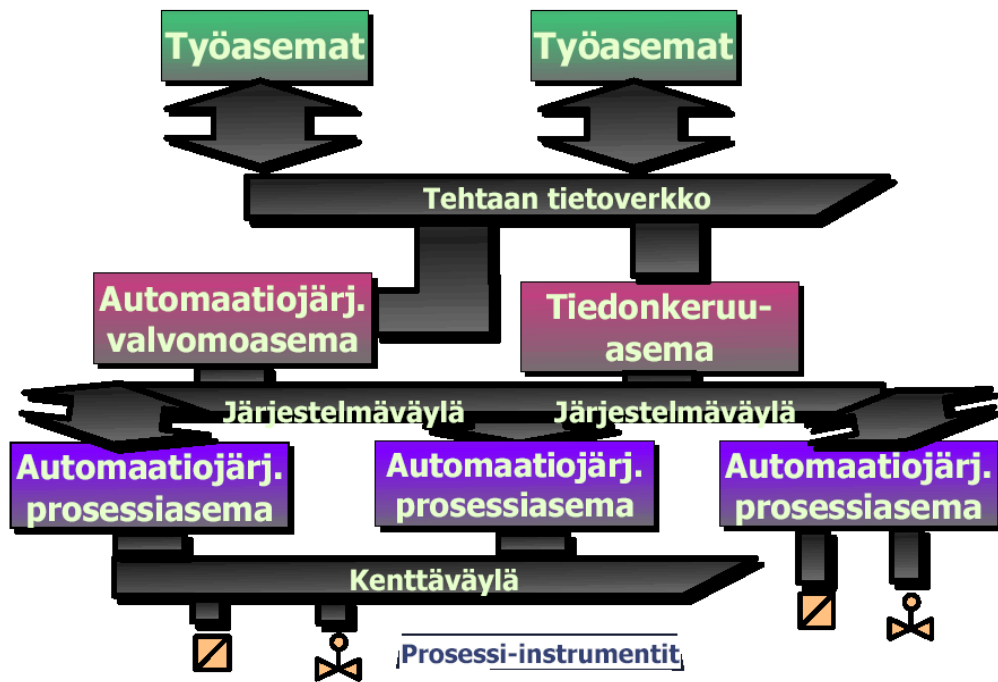 Työasemat
Työasemat
Tehtaan tietoverkko
Automaatiojärj.
valvomoasema
Tiedonkeruu-
asema
Järjestelmäväylä
Järjestelmäväylä
Automaatiojärj.
prosessiasema
Automaatiojärj.
prosessiasema
Automaatiojärj.
prosessiasema
Kenttäväylä
Prosessi-instrumentit